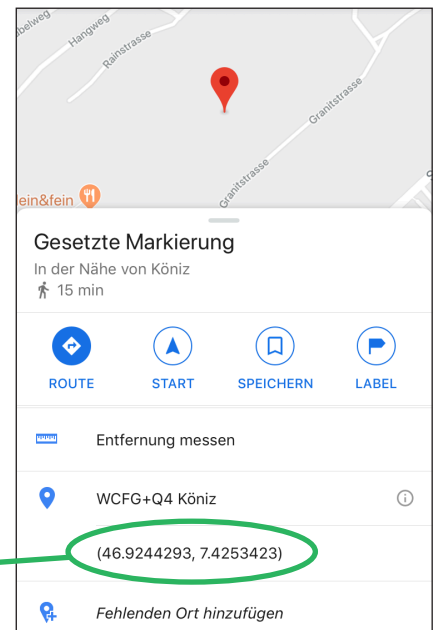 Hangweg
Rainstrasse
Granitstrasse
Granitstrasse
ein&fein
Gesetzte Markierung
In der Nähe von Köniz
15 min
ROUTE START SPEICHERN LABEL
Entfernung messen
WCFG+Q4 Köniz
(46.9244293, 7.4253423)
Fehlenden Ort hinzufügen